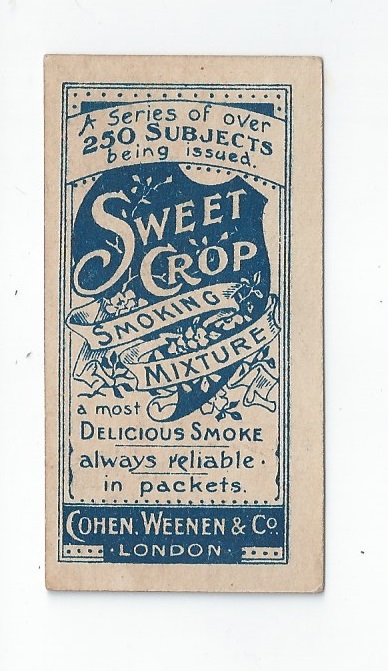 A Series of over
250 SUBJECTS
being issued.
SWEET
CROP
SMOKING
MIXTURE
a most
DELICIOUS SMOKE
always reliable.
in packets.
COHEN, WEENEN & Co.
· LONDON ·